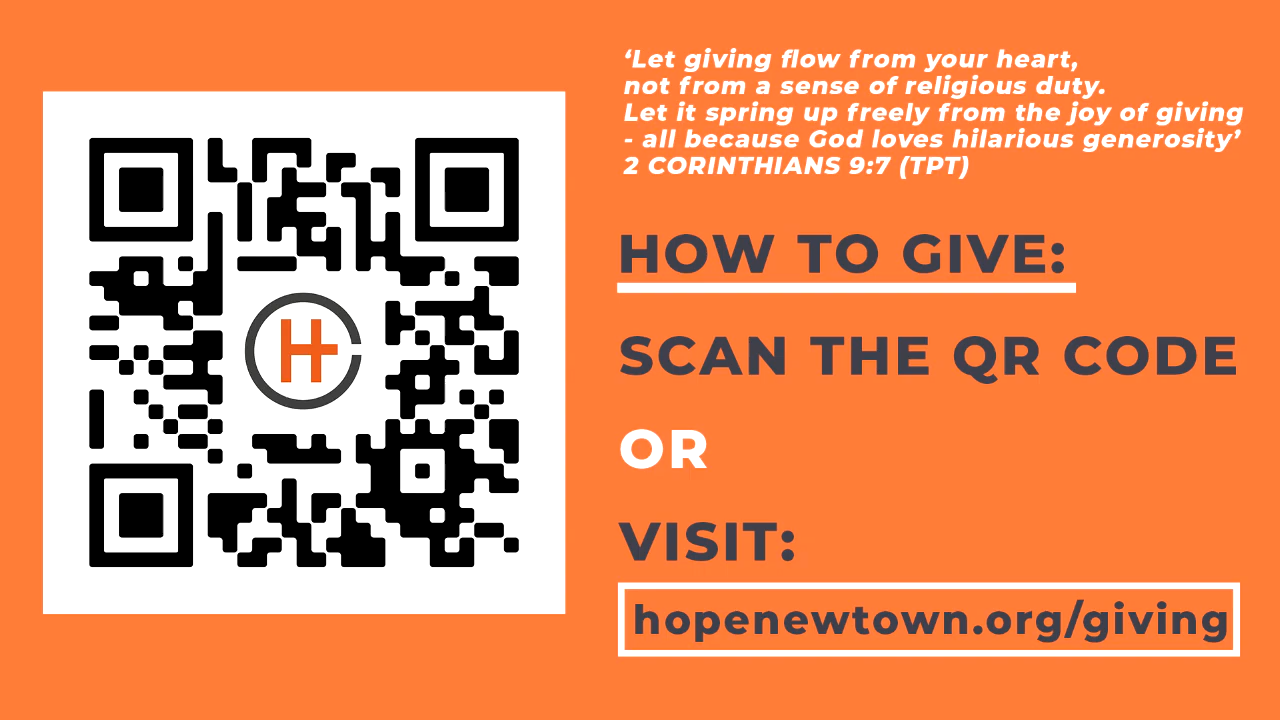 ‘Let giving flow from your heart,
not from a sense of religious duty.
Let it spring up freely from the joy of giving
- all because God loves hilarious generosity’
2 CORINTHIANS 9:7 (TPT)
HOW TO GIVE:
SCAN THE QR CODE
OR
VISIT:
hopenewtown.org/giving